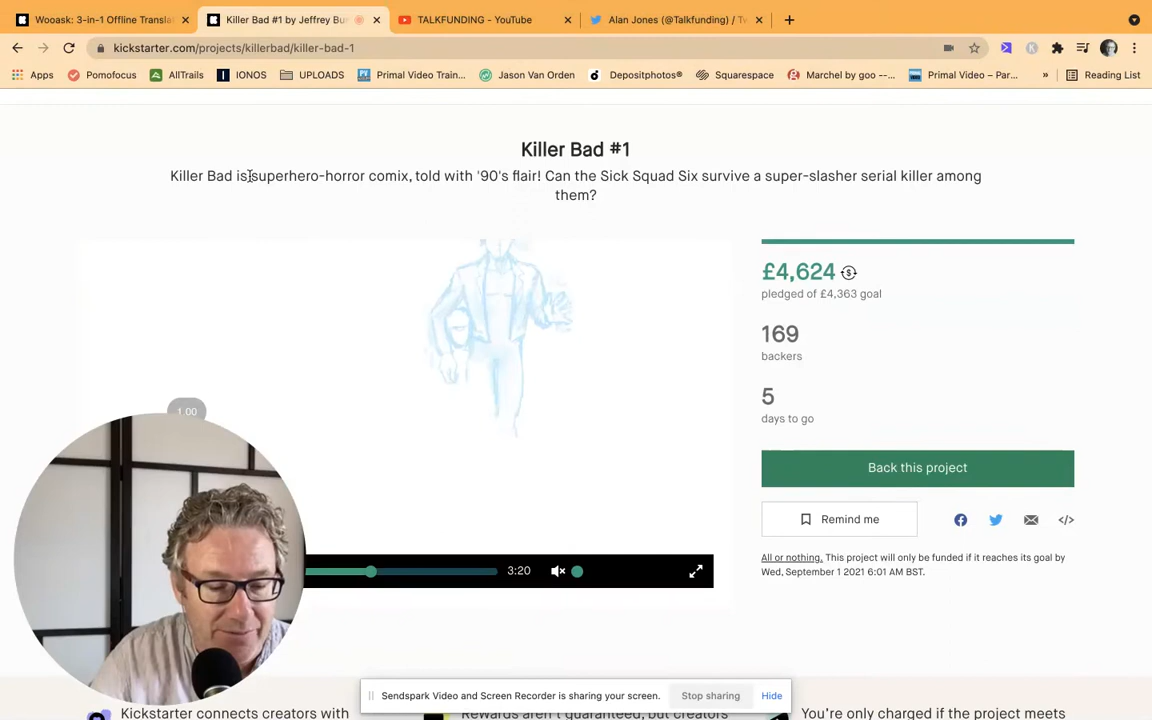 Wooask: 3-in-1 Offline Transla
Killer Bad #1 by Jeffrey Bu
TALKFUNDING - YouTube
Alan Jones (@Talkfunding) / Tw
kickstarter.com/projects/killerbad/killer-bad-1
Apps
Pomofocus
AllTrails
IONOS
UPLOADS
Primal Video Train...
Jason Van Orden
Depositphotos®
Squarespace
Marchel by goo --...
Primal Video – Par...
»
Reading List
Killer Bad #1
Killer Bad is superhero-horror comix, told with '90's flair! Can the Sick Squad Six survive a super-slasher serial killer among
them?
£4,624
pledged of £4,363 goal
169
backers
5
days to go
1.00
Back this project
Remind me
3:20
All or nothing. This project will only be funded if it reaches its goal by
Wed, September 1 2021 6:01 AM BST.
Sendspark Video and Screen Recorder is sharing your screen.
Stop sharing
Hide
Kickstarter connects creators with
Rewards aren't guaranteed, but creators
You're only charged if the project meets